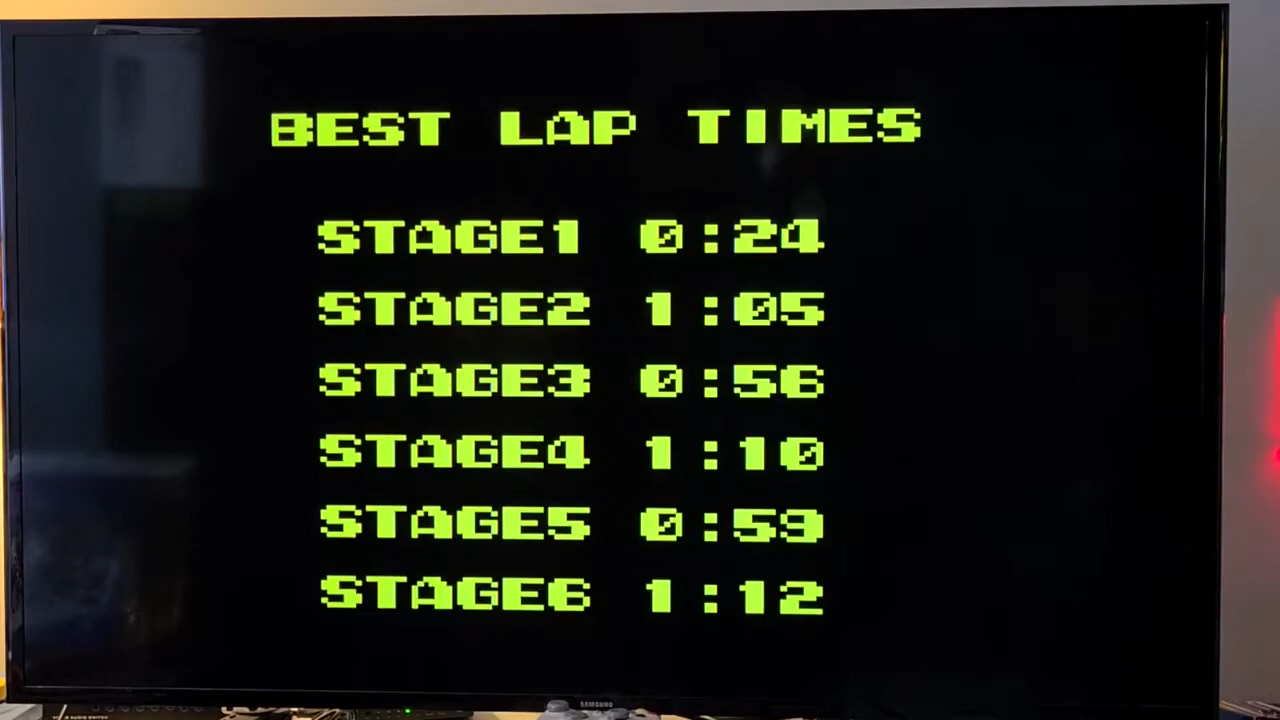 BEST LAP TIMES
STAGE1 0:24
STAGE2 1:05
STAGE3 0:56
STAGE4 1:10
STAGE5 0:59
STAGE6 1:12
SAMSUNG